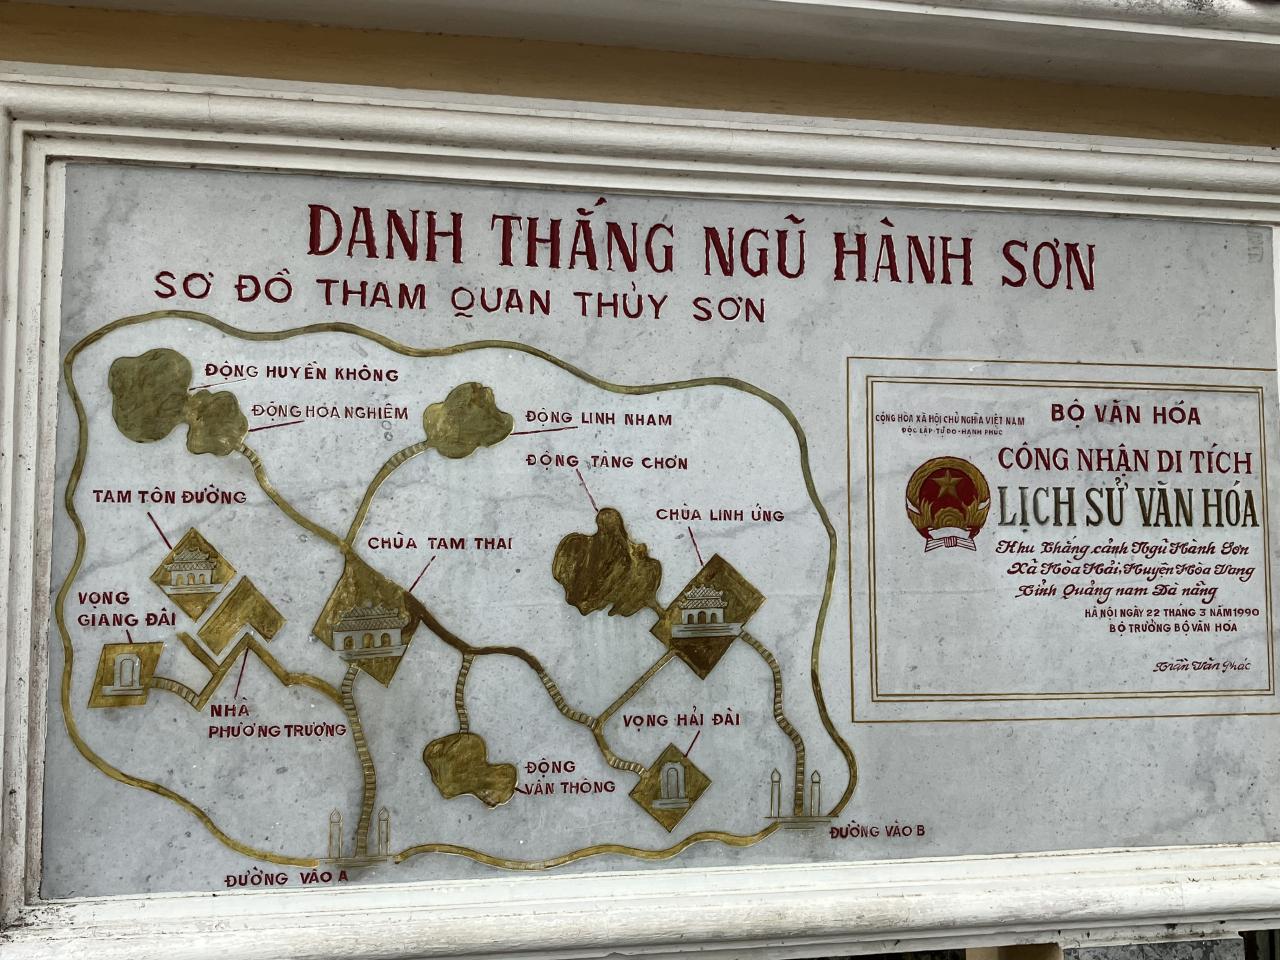 DANH THẮNG NGŨ HÀNH SƠN
SƠ ĐỒ THAM QUAN THỦY SƠN
ĐỘNG HUYỀN KHÔNG
ĐỘNG HOA NGHIÊM
ĐỘNG LINH NHAM
ĐỘNG TÀNG CHƠN
TAM TÔN ĐƯỜNG
CHÙA TAM THAI
CHÙA LINH ỨNG
VỌNG
GIANG ĐÀI
NHÀ
PHƯƠNG TRƯỢNG
VỌNG HẢI ĐÀI
ĐỘNG
VÂN THÔNG
ĐƯỜNG VÀO A
ĐƯỜNG VÀO B
CỘNG HÒA XÃ HỘI CHỦ NGHĨA VIỆT NAM
ĐỘC LẬP-TỰ DO-HẠNH PHÚC
BỘ VĂN HÓA
CÔNG NHẬN DI TÍCH
LỊCH SỬ VĂN HÓA
Khu Thắng cảnh Ngũ Hành Sơn
Xã Hòa Hải, Huyện Hòa Vang
Tỉnh Quảng nam Đà nẵng
HÀ NỘI NGÀY 22 THÁNG 3 NĂM 1990
BỘ TRƯỞNG BỘ VĂN HÓA
Trần Văn Phác